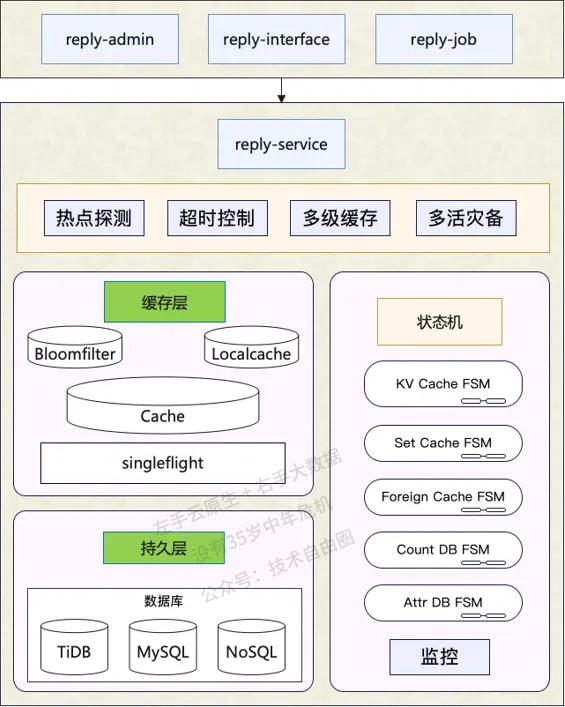 reply-admin
reply-interface
reply-job
reply-service
热点探测
超时控制
多级缓存
多活灾备
缓存层
Bloomfilter
Localcache
Cache
singleflight
持久层
数据库
TiDB
MySQL
NoSQL
状态机
KV Cache FSM
Set Cache FSM
Foreign Cache FSM
Count DB FSM
Attr DB FSM
监控
左手云原生+右手大数据
没有35岁中年危机
公众号：技术自由圈